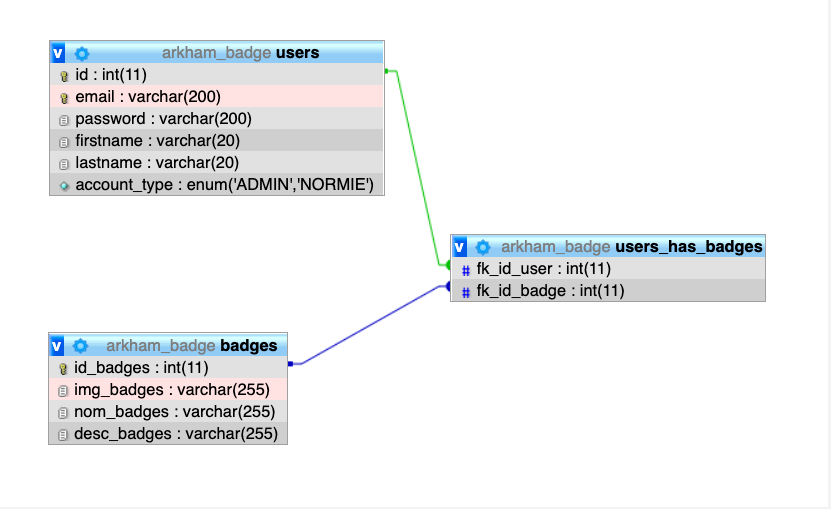 v arkham_badge users
id : int(11)
email : varchar(200)
password : varchar(200)
firstname : varchar(20)
lastname : varchar(20)
account_type : enum('ADMIN','NORMIE')
v arkham_badge users_has_badges
# fk_id_user : int(11)
# fk_id_badge : int(11)
v arkham_badge badges
id_badges : int(11)
img_badges : varchar(255)
nom_badges : varchar(255)
desc_badges : varchar(255)